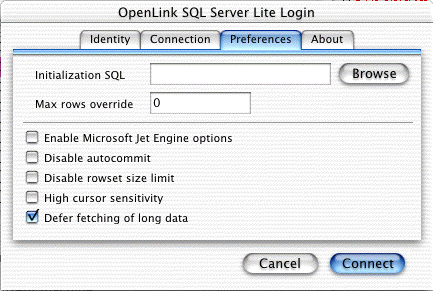 OpenLink SQL Server Lite Login
Identity Connection Preferences About
Initialization SQL Browse
Max rows override 0
Enable Microsoft Jet Engine options
Disable autocommit
Disable rowset size limit
High cursor sensitivity
Defer fetching of long data
Cancel Connect